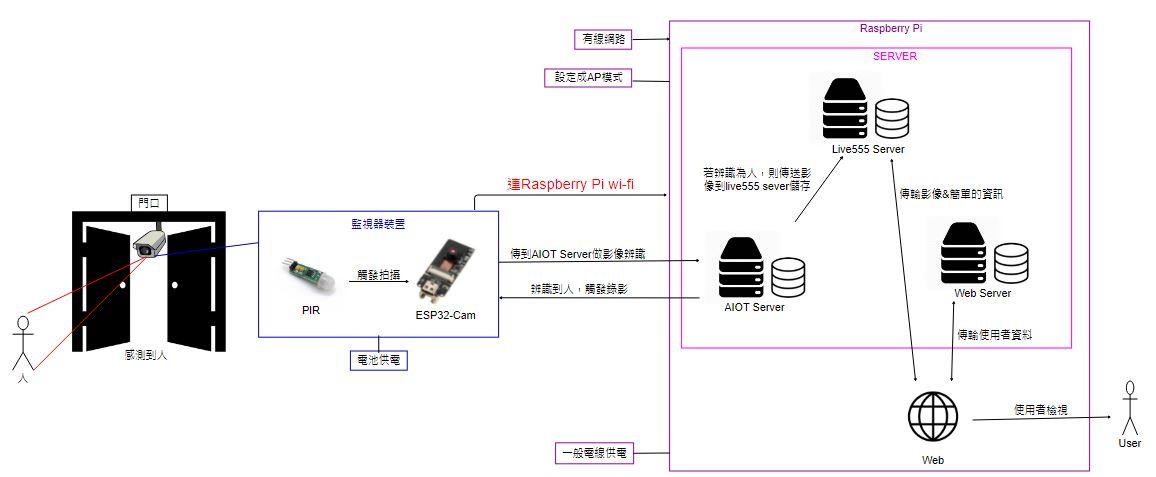 Raspberry Pi
有線網路
SERVER
設定成AP模式
Live555 Server
若辨識為人，則傳送影
像到live555 sever儲存
連Raspberry Pi wi-fi
傳輸影像&簡單的資訊
門口
監視器裝置
傳到AIOT Server做影像辨識
觸發拍攝
辨識到人，觸發錄影
Web Server
PIR
ESP32-Cam
AIOT Server
傳輸使用者資料
感測到人
電池供電
人
使用者檢視
User
一般電線供電
Web